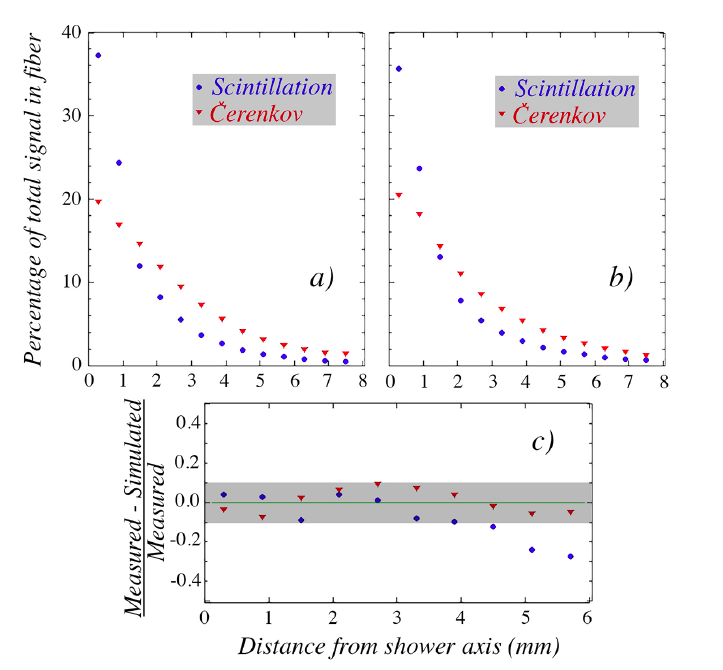 Percentage of total signal in fiber
40
30
20
10
0
Scintillation
Čerenkov
a)
0 1 2 3 4 5 6 7 8
Scintillation
Čerenkov
b)
0 1 2 3 4 5 6 7 8
Measured - Simulated
Measured
0.4
0.2
0.0
-0.2
-0.4
c)
0 1 2 3 4 5 6
Distance from shower axis (mm)